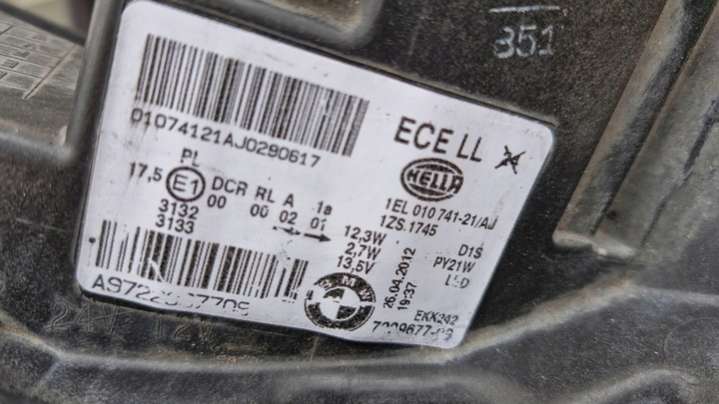 351
01074121AJ0290617
ECE LL
PL
HELLA
17,5 E1 DCR RL A 1a
00 00 02 01
3132
3133
12,3W
2,7W
13,5V
1EL 010 741-21/AJ
1ZS.1745
D1S
PY21W
26.04.2012
19:37
BMW
EKK242